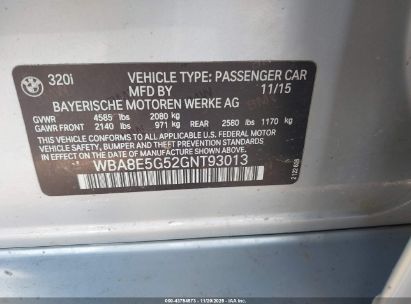 320i VEHICLE TYPE: PASSENGER CAR
MFD BY 11/15
BAYERISCHE MOTOREN WERKE AG
GVWR 4585 lbs 2080 kg
GAWR FRONT 2140 lbs 971 kg REAR 2580 lbs 1170 kg
THIS VEHICLE CONFORMS TO ALL APPLICABLE
U.S. FEDERAL MOTOR VEHICLE
SAFETY, BUMPER, AND THEFT PREVENTION
STANDARDS IN EFFECT ON THE DATE OF
MANUFACTURE SHOWN ABOVE.
WBA8E5G52GNT93013